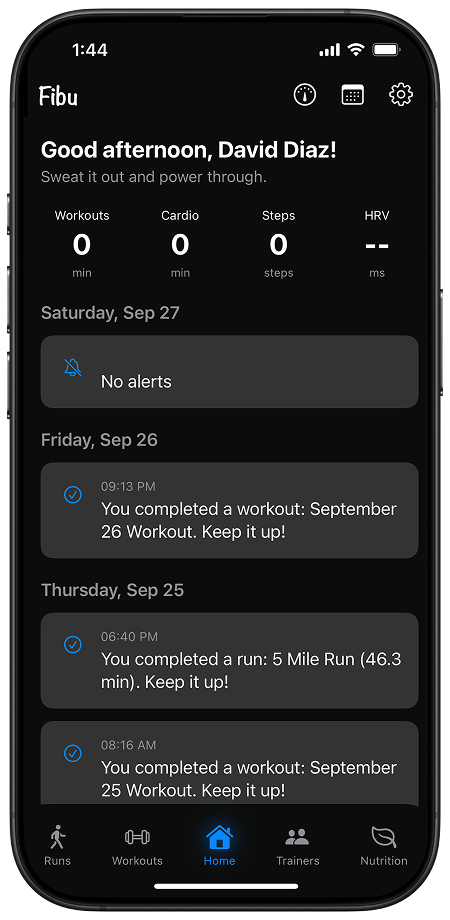 1:44
Fibu
Good afternoon, David Diaz!
Sweat it out and power through.
Workouts Cardio Steps HRV
0 0 0 --
min min steps ms
Saturday, Sep 27
No alerts
Friday, Sep 26
09:13 PM
You completed a workout: September
26 Workout. Keep it up!
Thursday, Sep 25
06:40 PM
You completed a run: 5 Mile Run (46.3
min). Keep it up!
08:16 AM
You completed a workout: September
25 Workout. Keep it up!
Runs Workouts Home Trainers Nutrition